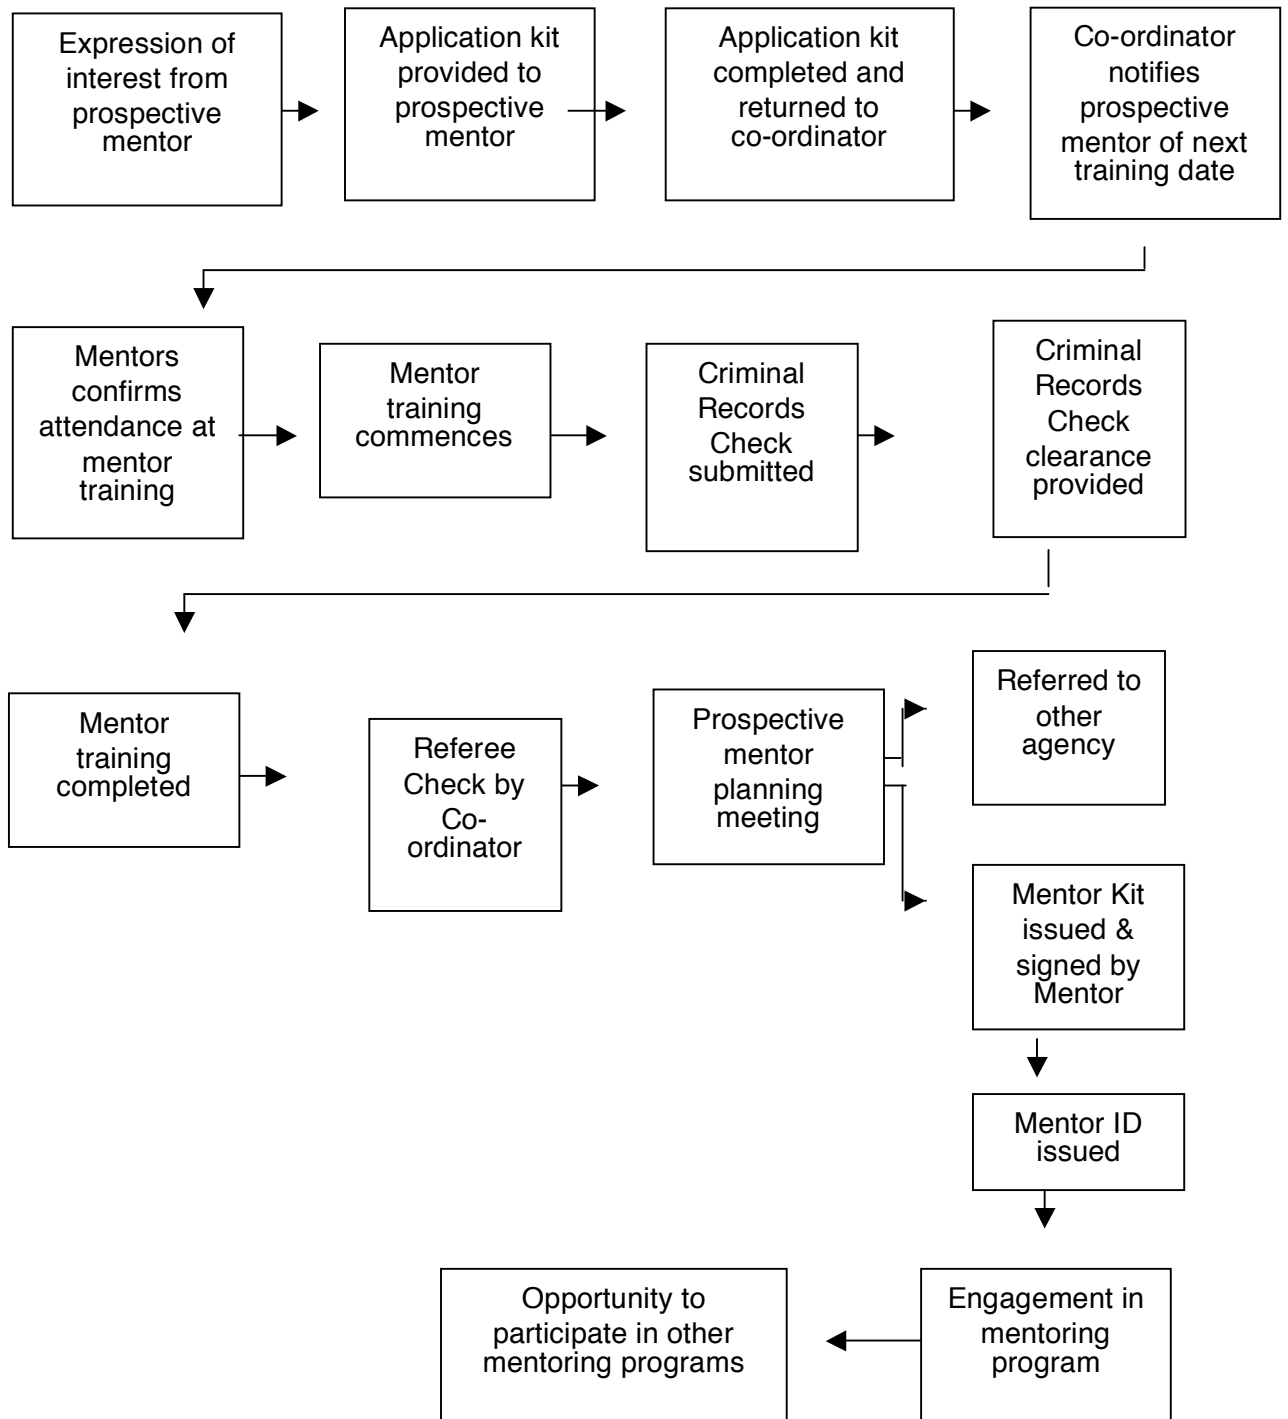 Expression of
interest from
prospective
mentor
Application kit
provided to
prospective
mentor
Application kit
completed and
returned to
co-ordinator
Co-ordinator
notifies
prospective
mentor of next
training date
Mentors
confirms
attendance at
mentor
training
Mentor
training
commences
Criminal
Records
Check
submitted
Criminal
Records
Check
clearance
provided
Mentor
training
completed
Referee
Check by
Co-
ordinator
Prospective
mentor
planning
meeting
Referred to
other
agency
Mentor Kit
issued &
signed by
Mentor
Mentor ID
issued
Engagement in
mentoring
program
Opportunity to
participate in other
mentoring programs